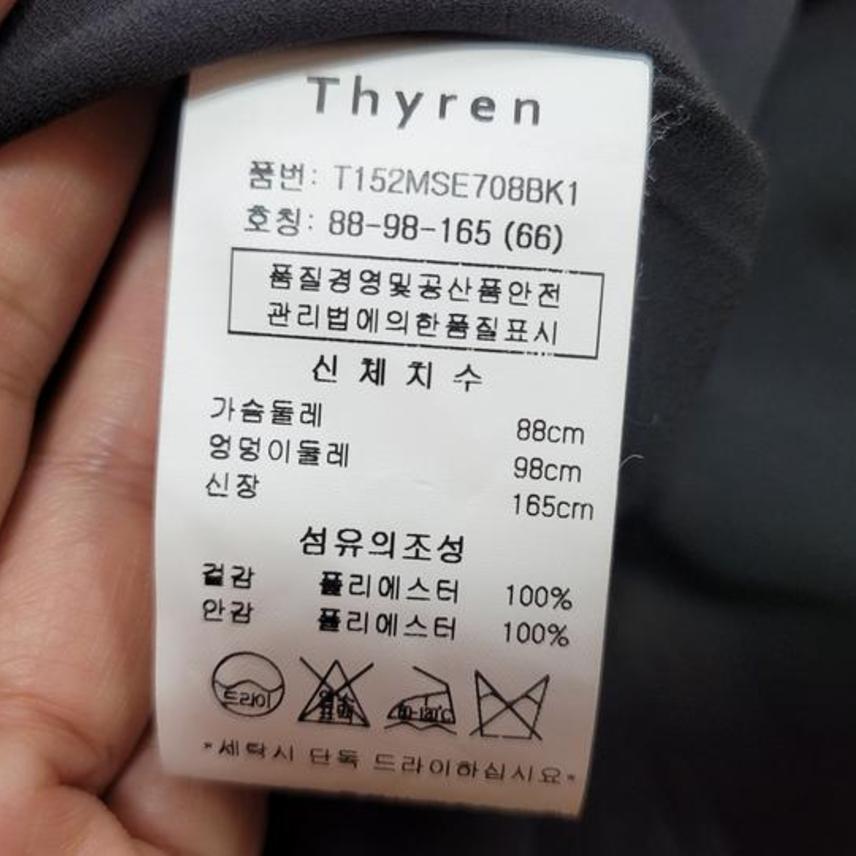 Thyren
품번: T152MSE708BK1
호칭: 88-98-165 (66)
품질경영및공산품안전
관리법에의한품질표시
신체치수
가슴둘레 88cm
엉덩이둘레 98cm
신장 165cm
섬유의조성
겉감 폴리에스터 100%
안감 폴리에스터 100%
드라이 염소표백
*세탁시 단독 드라이하십시요*